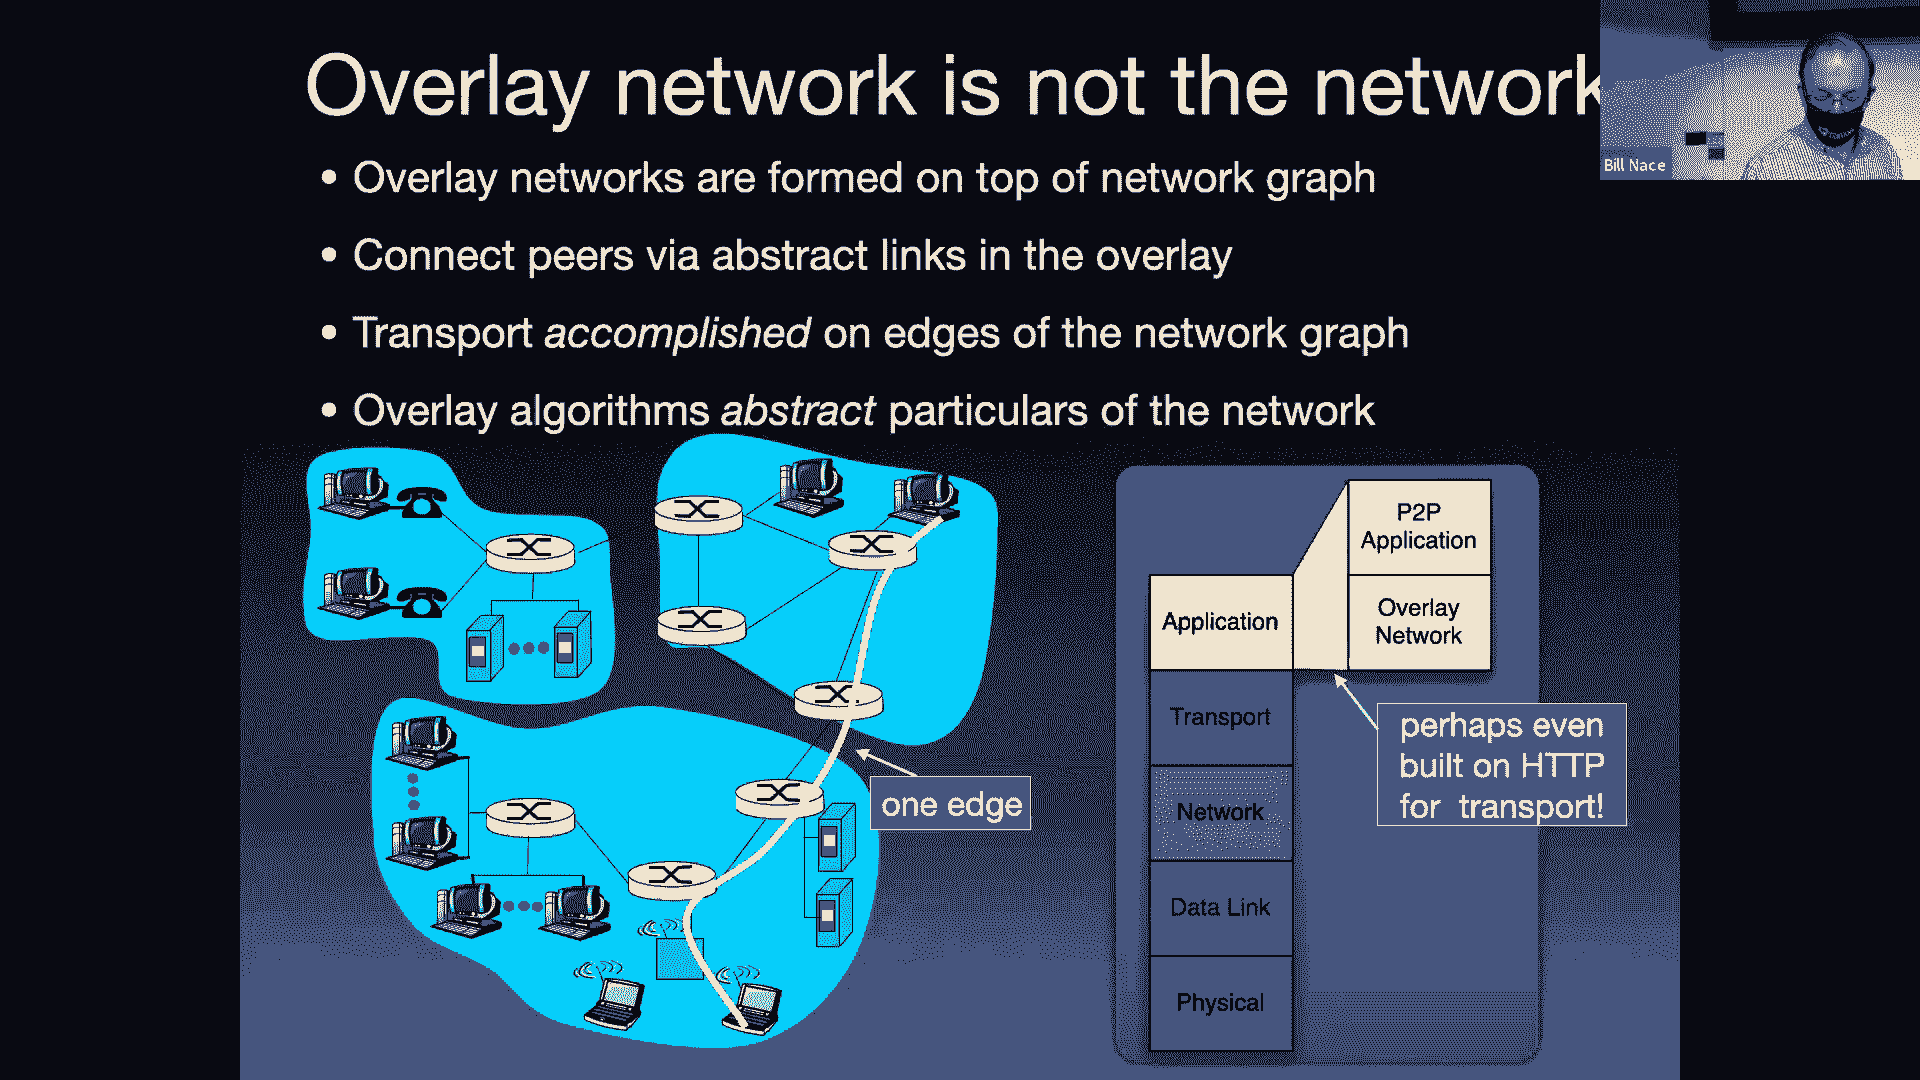 Overlay network is not the network
Bill Nace
• Overlay networks are formed on top of network graph
• Connect peers via abstract links in the overlay
• Transport accomplished on edges of the network graph
• Overlay algorithms abstract particulars of the network
one edge
P2P
Application
Overlay
Network
Application
Transport
Network
Data Link
Physical
perhaps even
built on HTTP
for transport!